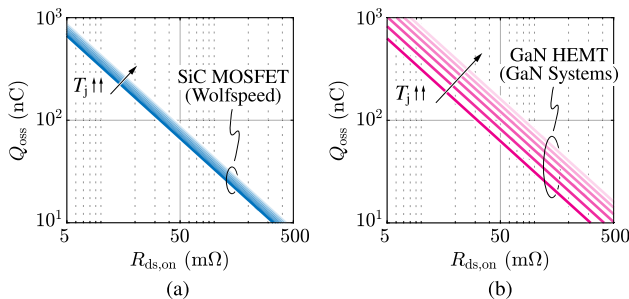 10³
10²
10¹
Q_oss (nC)
T_j ↑↑
SiC MOSFET
(Wolfspeed)
5
50
500
R_ds,on (mΩ)
(a)
10³
10²
10¹
Q_oss (nC)
T_j ↑↑
GaN HEMT
(GaN Systems)
5
50
500
R_ds,on (mΩ)
(b)